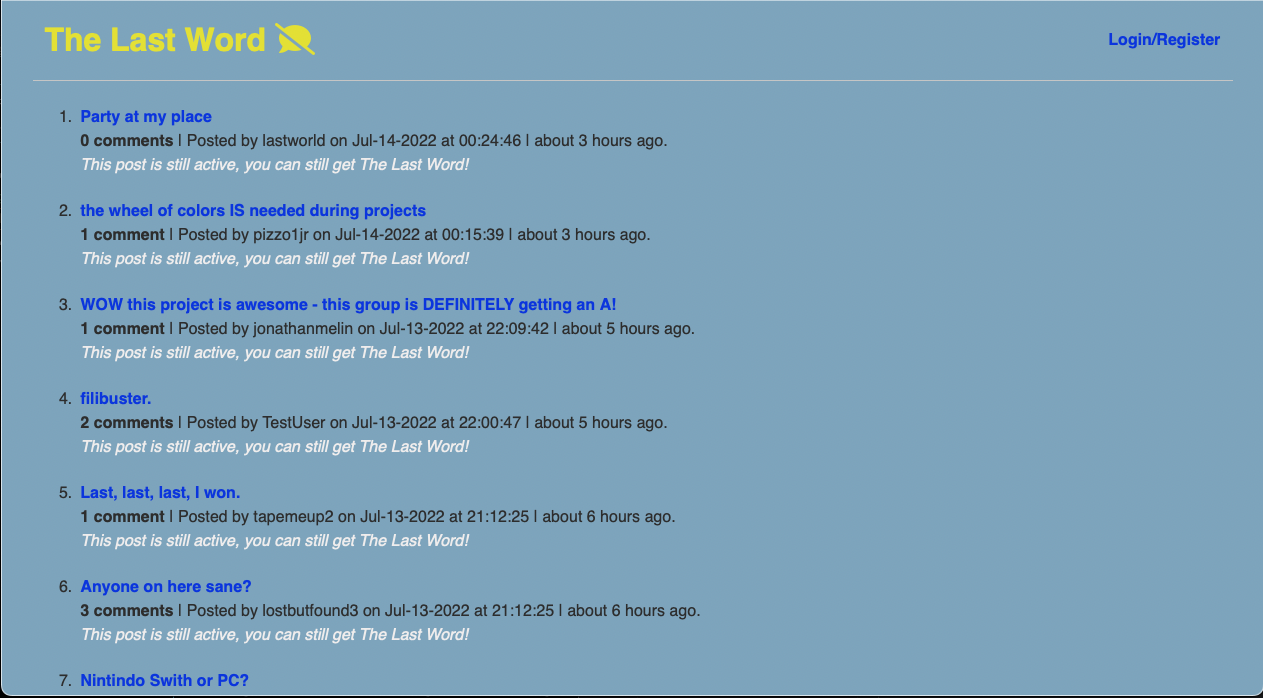 The Last Word
Login/Register
1. Party at my place
0 comments | Posted by lastworld on Jul-14-2022 at 00:24:46 | about 3 hours ago.
This post is still active, you can still get The Last Word!
2. the wheel of colors IS needed during projects
1 comment | Posted by pizzo1jr on Jul-14-2022 at 00:15:39 | about 3 hours ago.
This post is still active, you can still get The Last Word!
3. WOW this project is awesome - this group is DEFINITELY getting an A!
1 comment | Posted by jonathanmelin on Jul-13-2022 at 22:09:42 | about 5 hours ago.
This post is still active, you can still get The Last Word!
4. filibuster.
2 comments | Posted by TestUser on Jul-13-2022 at 22:00:47 | about 5 hours ago.
This post is still active, you can still get The Last Word!
5. Last, last, last, I won.
1 comment | Posted by tapemeup2 on Jul-13-2022 at 21:12:25 | about 6 hours ago.
This post is still active, you can still get The Last Word!
6. Anyone on here sane?
3 comments | Posted by lostbutfound3 on Jul-13-2022 at 21:12:25 | about 6 hours ago.
This post is still active, you can still get The Last Word!
7. Nintindo Swith or PC?